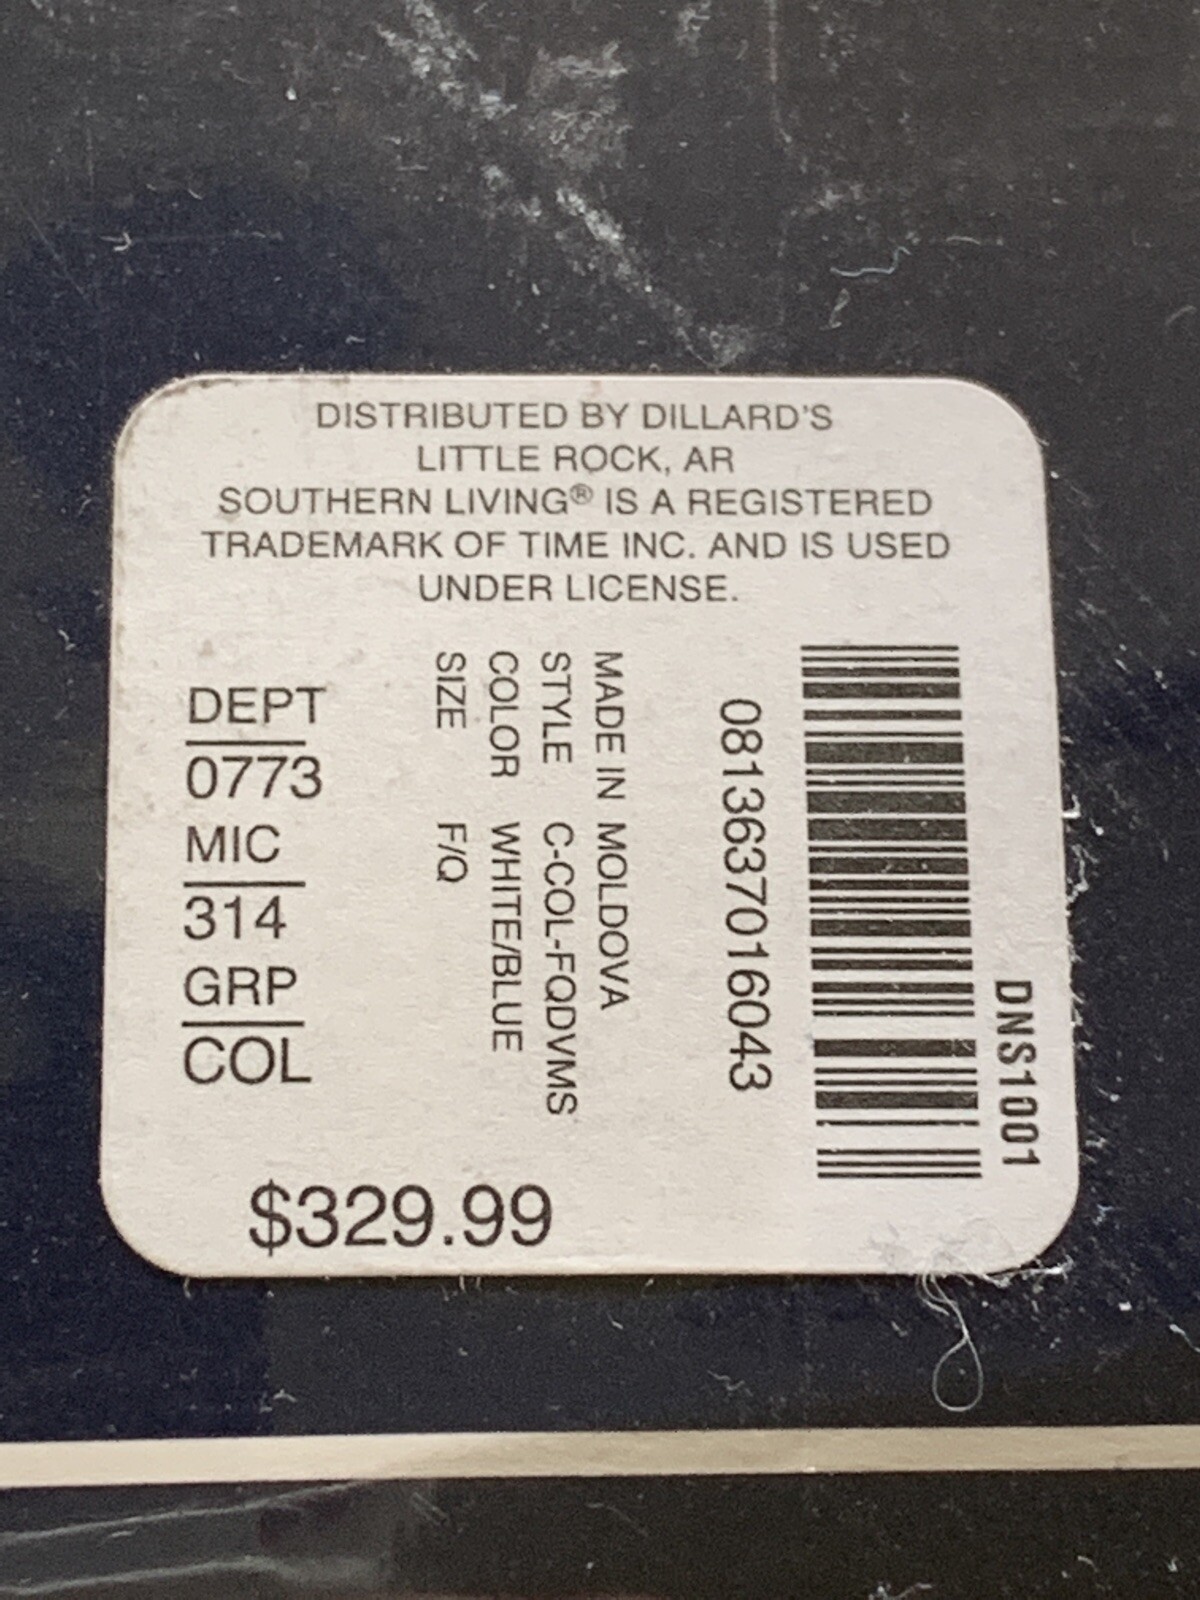 DISTRIBUTED BY DILLARD'S
LITTLE ROCK, AR
SOUTHERN LIVING® IS A REGISTERED
TRADEMARK OF TIME INC. AND IS USED
UNDER LICENSE.
DEPT
0773
MIC
314
GRP
COL
DNS1001
0813637016043
MADE IN MOLDOVA
STYLE C-COL-FQDVMS
COLOR WHITE/BLUE
SIZE F/Q
$329.99